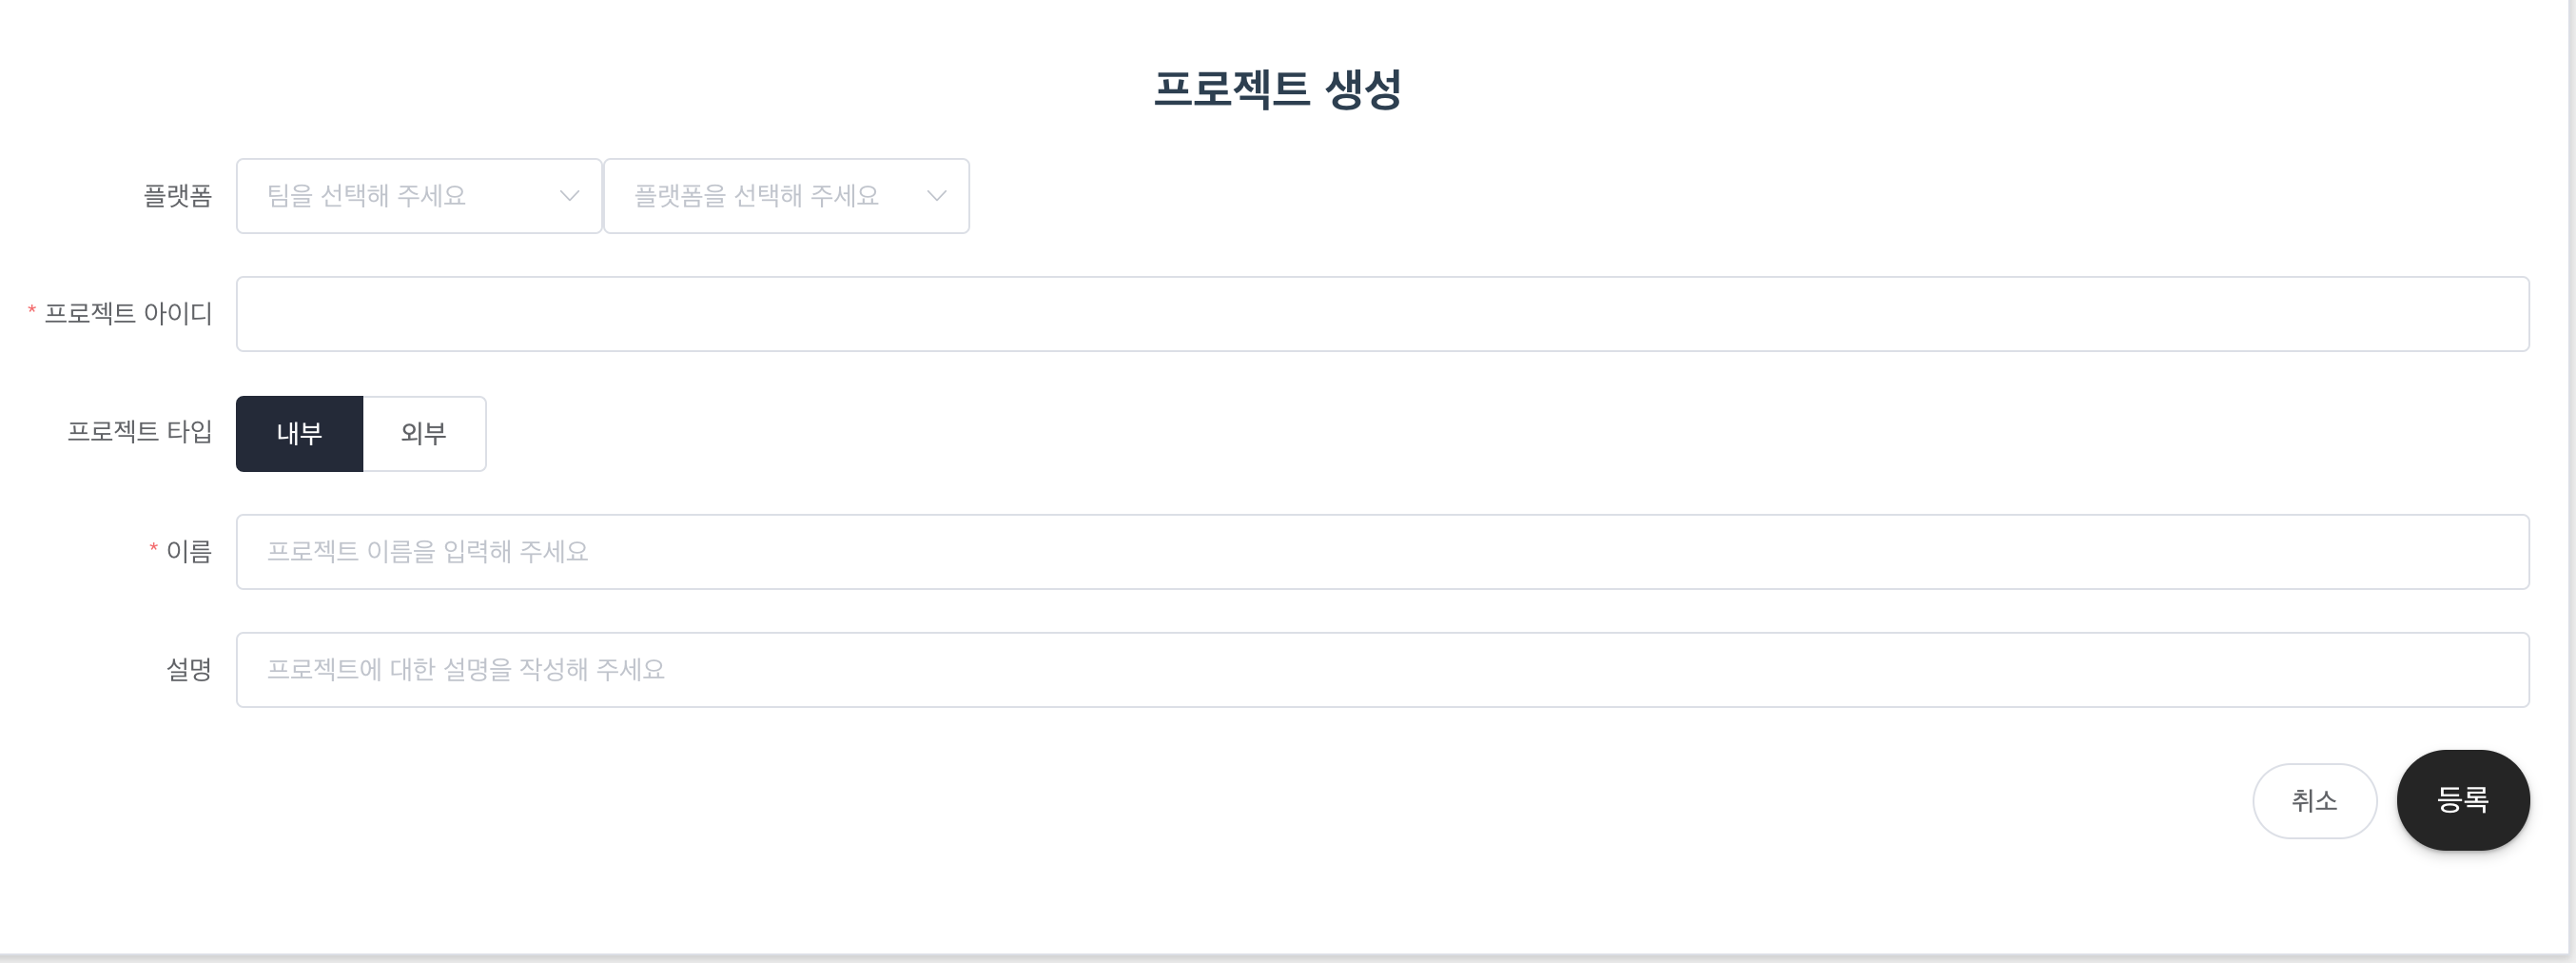 프로젝트 생성
플랫폼 팀을 선택해 주세요 플랫폼을 선택해 주세요
* 프로젝트 아이디
프로젝트 타입 내부 외부
* 이름 프로젝트 이름을 입력해 주세요
설명 프로젝트에 대한 설명을 작성해 주세요
취소 등록